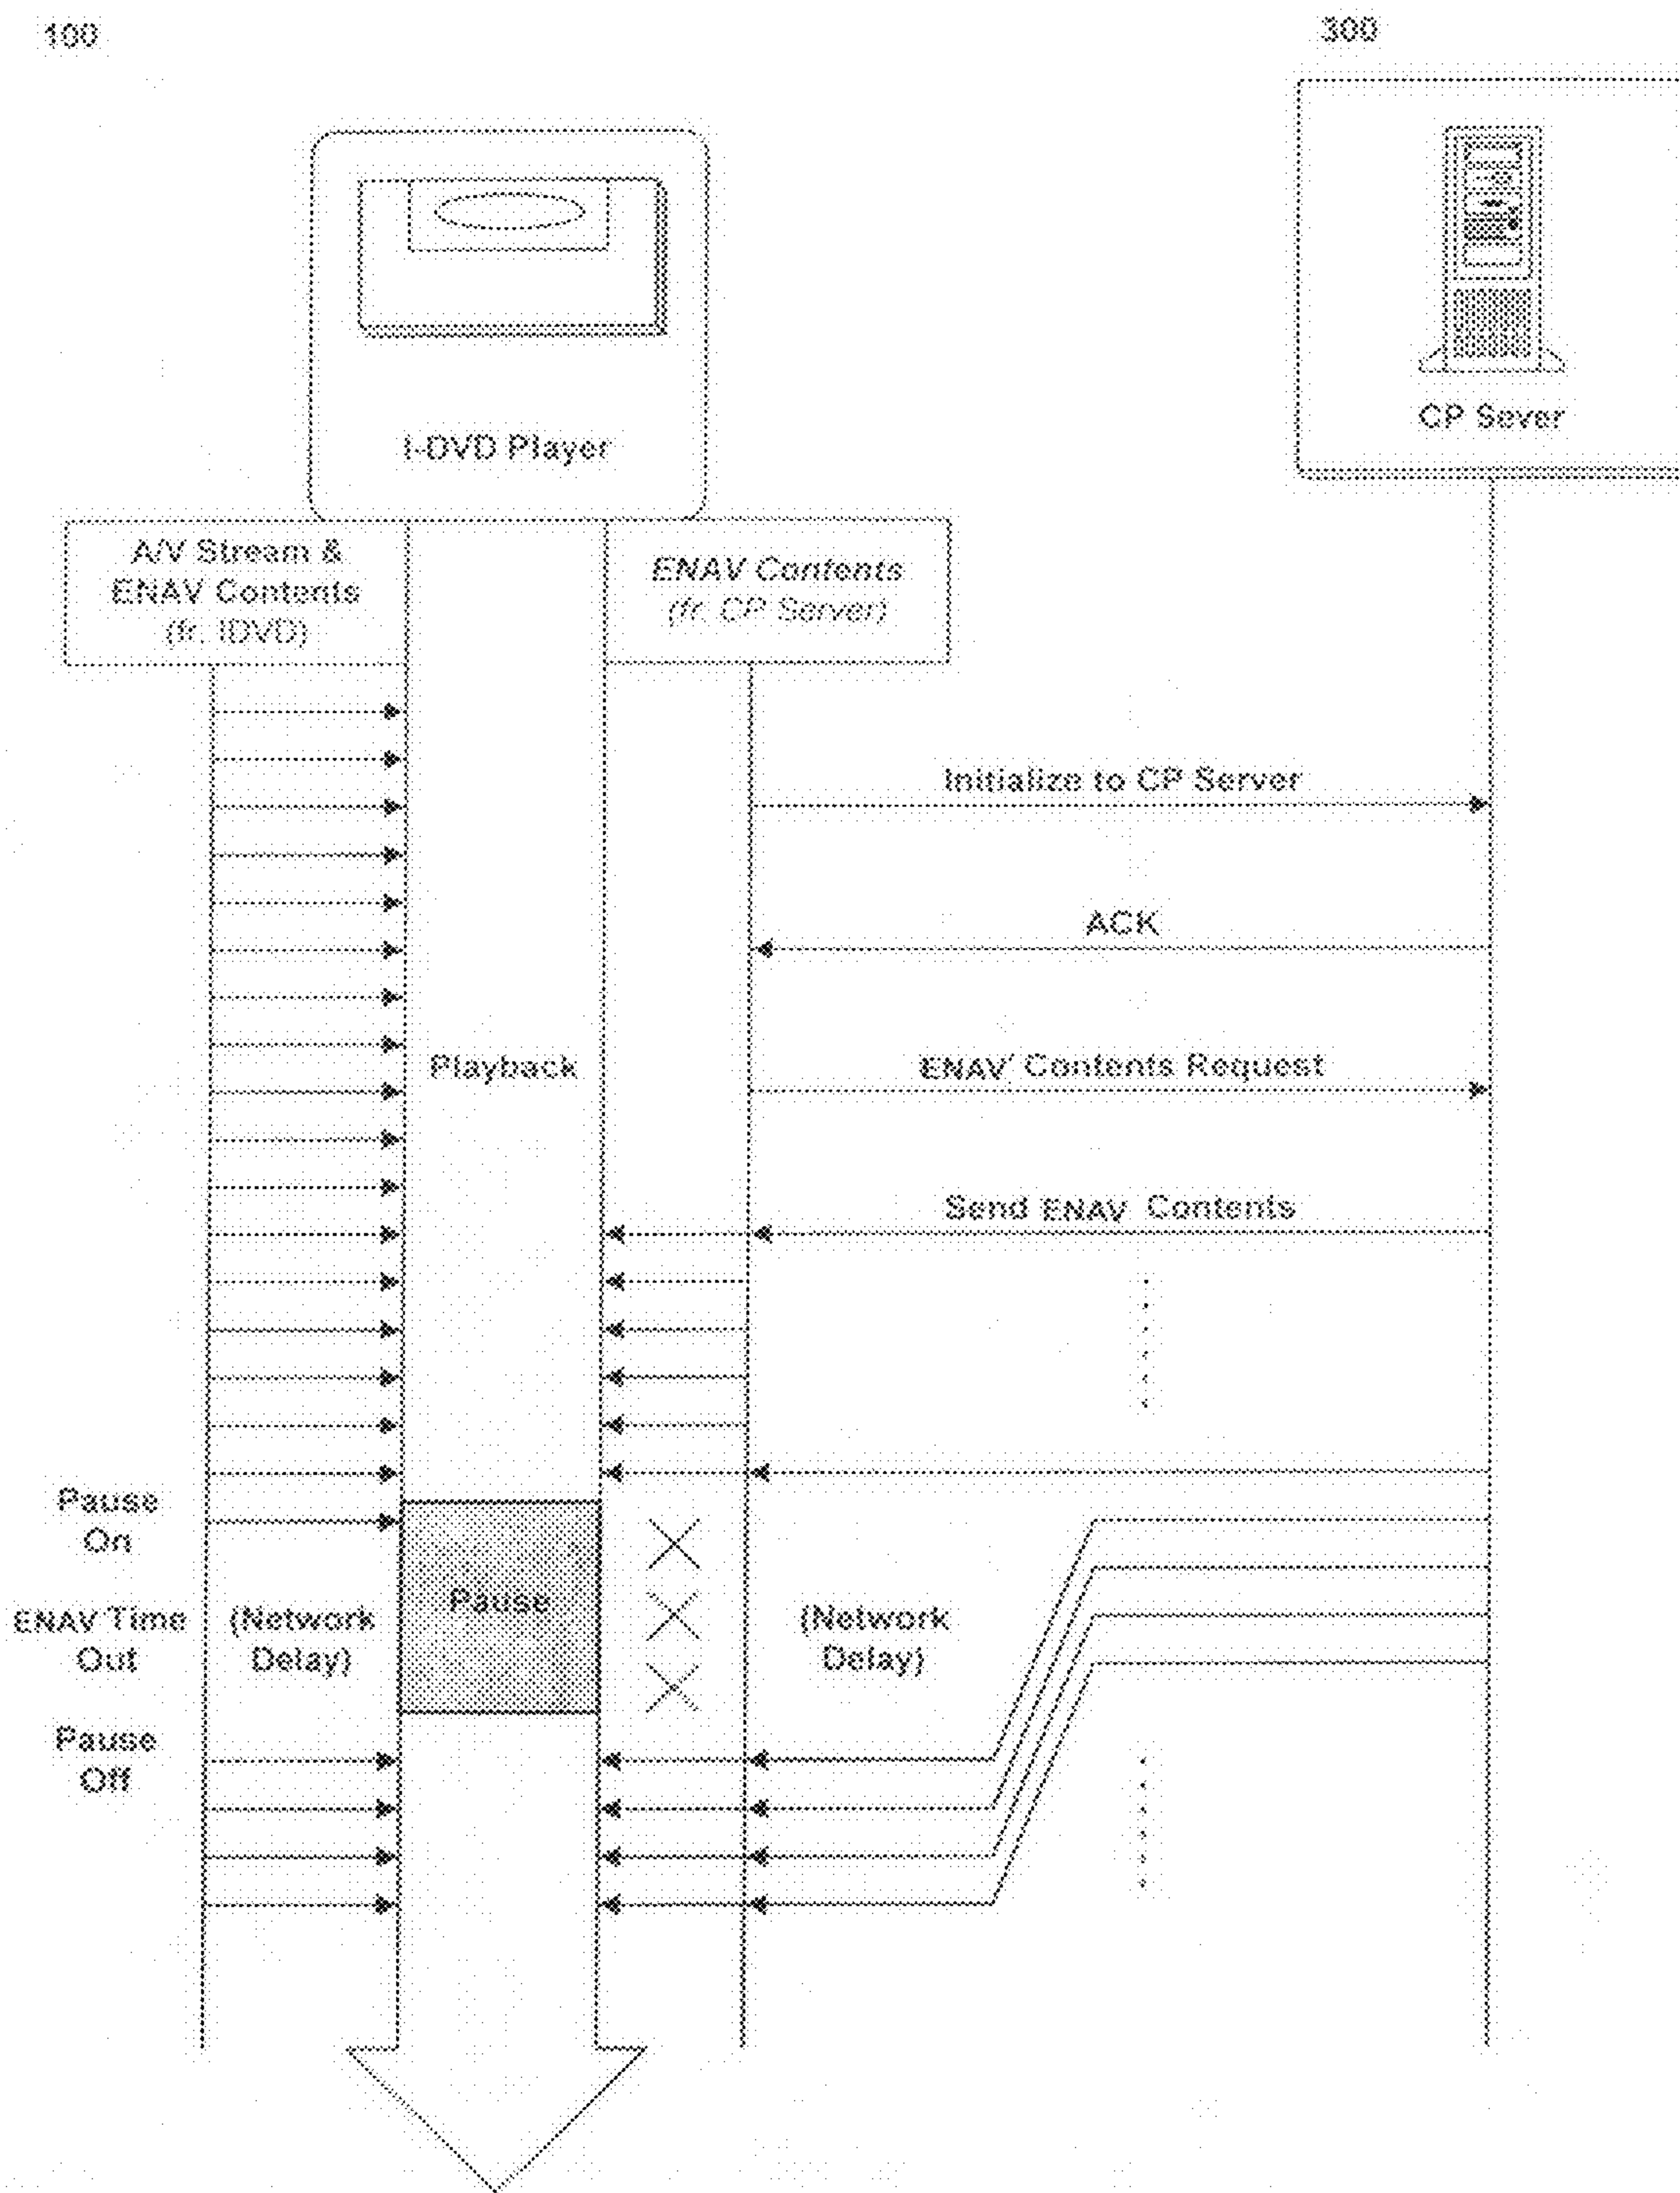 100
300
I-DVD Player
CP Sever
A/V Stream &
ENAV Contents
(fr. IDVD)
ENAV Contents
(fr. CP Server)
Initialize to CP Server
ACK
Playback
ENAV Contents Request
Send ENAV Contents
Pause
On
Pause
ENAV Time
Out
(Network
Delay)
(Network
Delay)
Pause
Off